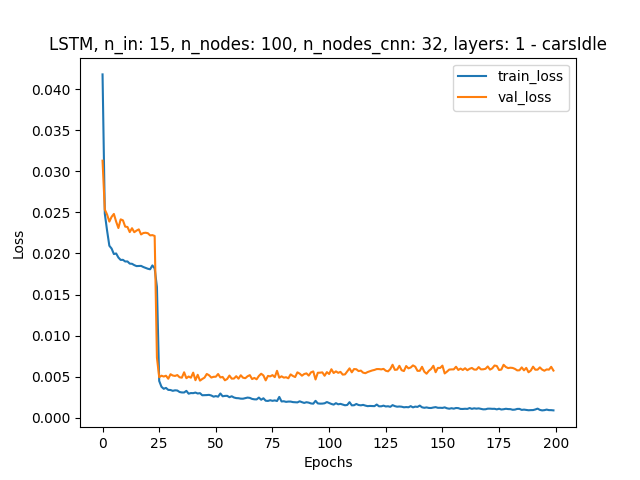 LSTM, n_in: 15, n_nodes: 100, n_nodes_cnn: 32, layers: 1 - carsIdle
train_loss
val_loss
0.040
0.035
0.030
0.025
0.020
0.015
0.010
0.005
0.000
Loss
0 25 50 75 100 125 150 175 200
Epochs